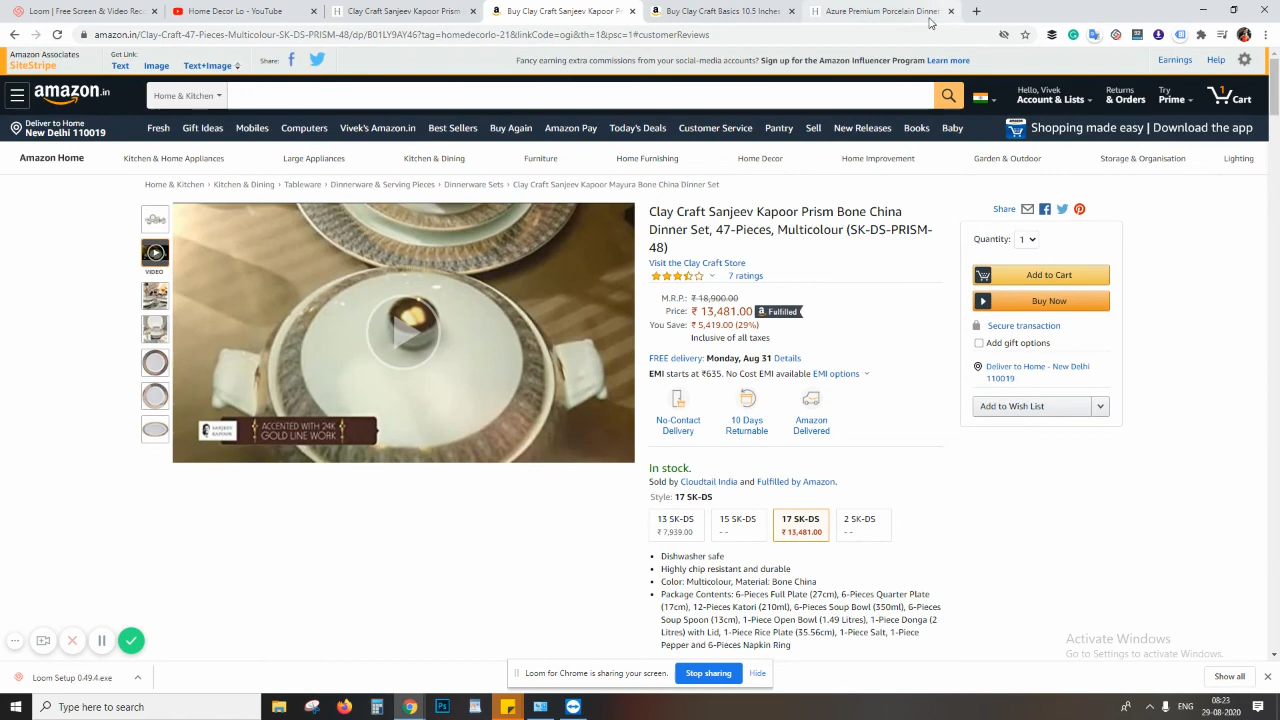 Loom | Free Screen & Video Rec
Home Decor Lo - YouTube
Clay Craft Sanjeev Kapoor Prism
Buy Clay Craft Sanjeev Kapoor P
Buy Clay Craft 10.5 Inches
Azure Premium Porcelain Dinner
amazon.in/Clay-Craft-47-Pieces-Multicolour-SK-DS-PRISM-48/dp/B01LY9AY46?tag=homedecorlo-21&linkCode=ogi&th=1&psc=1#customerReviews
Amazon Associates
SiteStripe
Get Link:
Text Image Text+Image
Share:
Fancy earning extra commissions from your social-media accounts? Sign up for the Amazon Influencer Program Learn more
Earnings Help
amazon.in
Home & Kitchen
Hello, Vivek
Account & Lists
Returns
& Orders
Try
Prime
1
Cart
Deliver to
New Delhi 110019
Fresh Gift Ideas Mobiles Computers Vivek's Amazon.in Best Sellers Buy Again Amazon Pay Today's Deals Customer Service Pantry Sell New Releases Books Baby
Shopping made easy | Download the app
Amazon Home Kitchen & Home Appliances Large Appliances Kitchen & Dining Furniture Home Furnishing Home Decor Home Improvement Garden & Outdoor Storage & Organisation Lighting
Home & Kitchen › Kitchen & Dining › Tableware › Dinnerware & Serving Pieces › Dinnerware Sets › Clay Craft Sanjeev Kapoor Mayura Bone China Dinner Set
VIDEO
SANJEEV
KAPOOR
ACCENTED WITH 24K
GOLD LINE WORK
Clay Craft Sanjeev Kapoor Prism Bone China
Dinner Set, 47-Pieces, Multicolour (SK-DS-PRISM-
48)
Visit the Clay Craft Store
7 ratings
M.R.P.: ₹ 18,900.00
Price: ₹ 13,481.00 Fulfilled
You Save: ₹ 5,419.00 (29%)
Inclusive of all taxes
FREE delivery: Monday, Aug 31 Details
EMI starts at ₹635. No Cost EMI available EMI options
No-Contact
Delivery
10 Days
Returnable
Amazon
Delivered
In stock.
Sold by Cloudtail India and Fulfilled by Amazon.
Style: 17 SK-DS
13 SK-DS
₹ 7,939.00
15 SK-DS
- -
17 SK-DS
₹ 13,481.00
2 SK-DS
- -
• Dishwasher safe
• Highly chip resistant and durable
• Color: Multicolour, Material: Bone China
• Package Contents: 6-Pieces Full Plate (27cm), 6-Pieces Quarter Plate
(17cm), 12-Pieces Katori (210ml), 6-Pieces Soup Bowl (350ml), 6-Pieces
Soup Spoon (13cm), 1-Piece Open Bowl (1.49 Litres), 1-Piece Donga (2
Litres) with Lid, 1-Piece Rice Plate (35.56cm), 1-Piece Salt, 1-Piece
Pepper and 6-Pieces Napkin Ring
Share
Quantity: 1
Add to Cart
Buy Now
Secure transaction
Add gift options
Deliver to Home - New Delhi
110019
Add to Wish List
Activate Windows
Go to Settings to activate Windows.
Loom for Chrome is sharing your screen.
Stop sharing
Hide
Loom Setup 0.49.4.exe
Show all
Type here to search
ENG
08:23
29-08-2020